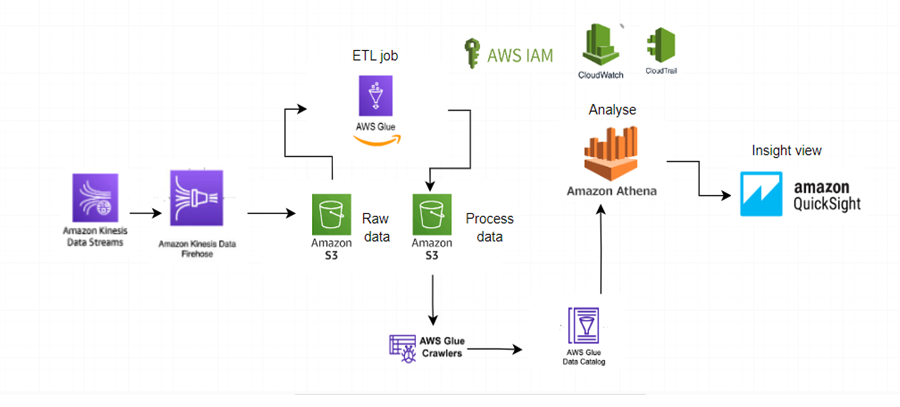 ETL job
AWS Glue
AWS IAM
CloudWatch
CloudTrail
Analyse
Amazon Athena
Insight view
amazon
QuickSight
Amazon Kinesis
Data Streams
Amazon Kinesis Data
Firehose
Amazon
S3
Raw
data
Amazon
S3
Process
data
AWS Glue
Crawlers
AWS Glue
Data Catalog